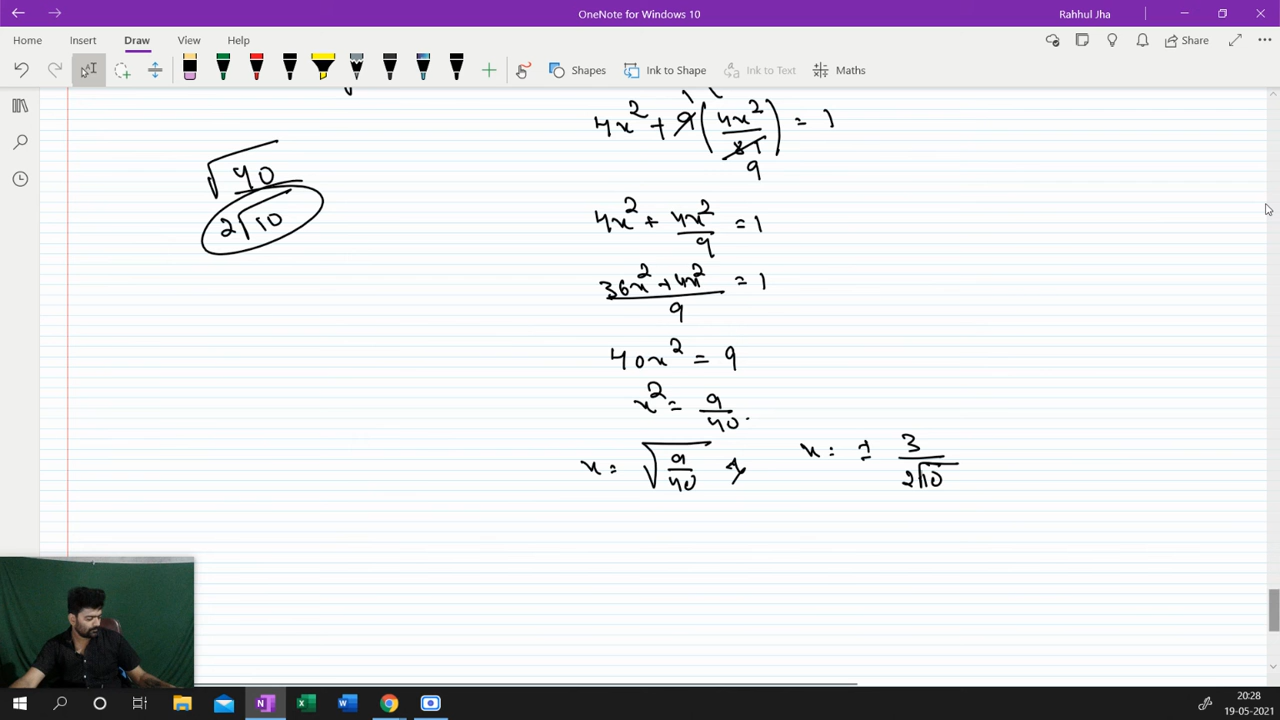 OneNote for Windows 10
Rahhul Jha
Home Insert Draw View Help
Share
Shapes Ink to Shape Ink to Text Maths
4x² + 9(4x²/81) = 1
9
√40
2√10
4x² + 4x²/9 = 1
36x² + 4x²/9 = 1
40x² = 9
x² = 9/40
x = √9/40
x = ± 3/2√10
20:28
19-05-2021